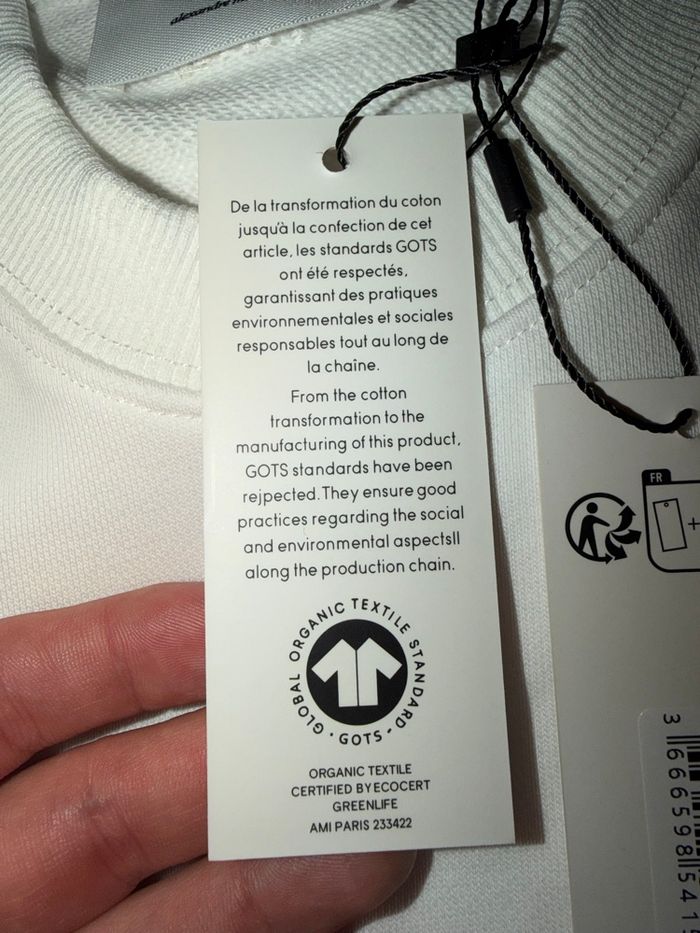 alexandre
De la transformation du coton
jusqu'à la confection de cet
article, les standards GOTS
ont été respectés,
garantissant des pratiques
environnementales et sociales
responsables tout au long de
la chaîne.
From the cotton
transformation to the
manufacturing of this product,
GOTS standards have been
rejpected. They ensure good
practices regarding the social
and environmental aspectsll
along the production chain.
GLOBAL ORGANIC TEXTILE STANDARD · GOTS ·
ORGANIC TEXTILE
CERTIFIED BY ECOCERT
GREENLIFE
AMI PARIS 233422
FR
+
3 666598541